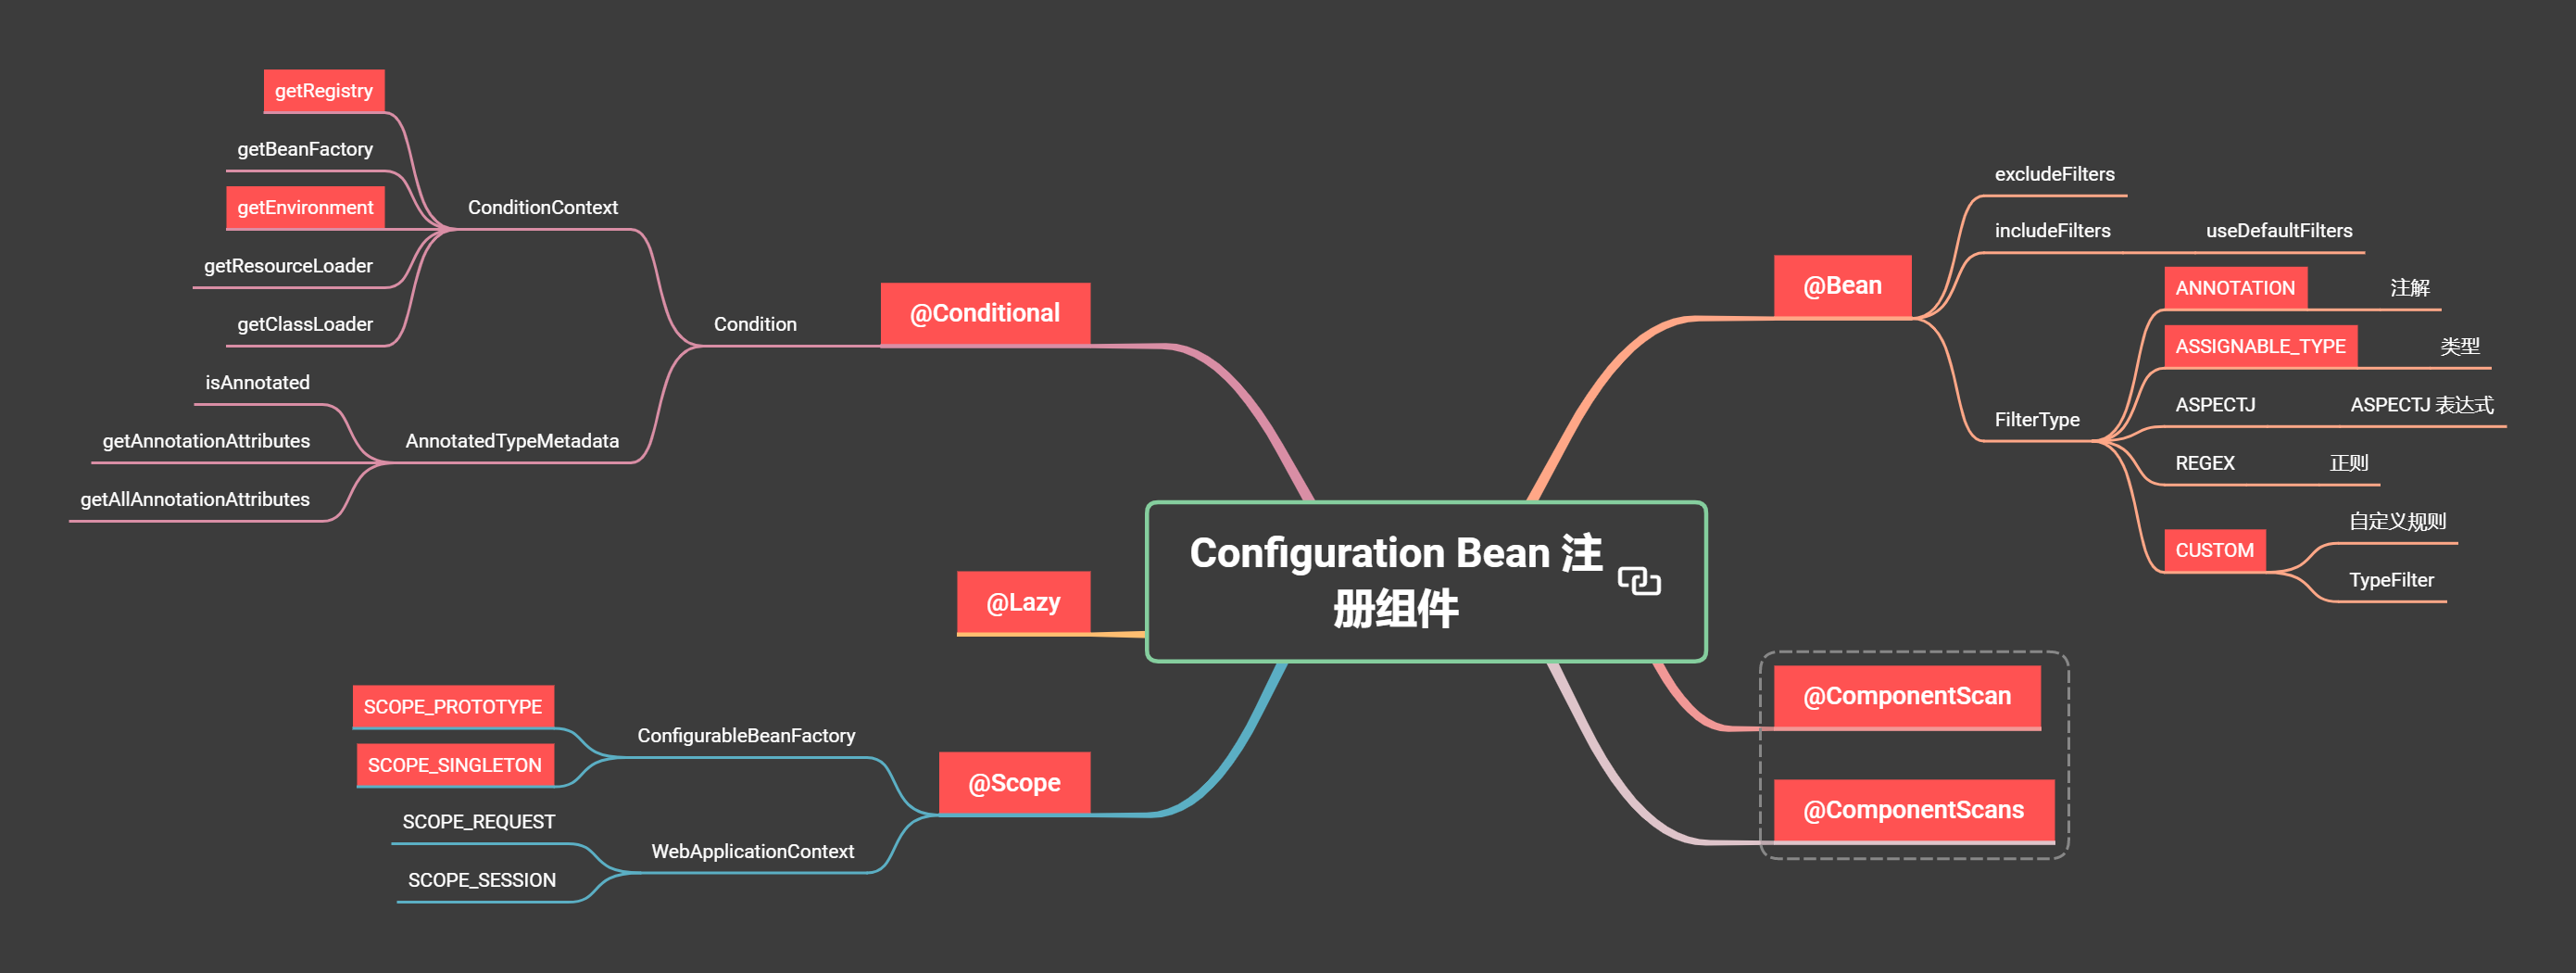 Configuration Bean 注
册组件
@Bean
excludeFilters
includeFilters
useDefaultFilters
FilterType
ANNOTATION
注解
ASSIGNABLE_TYPE
类型
ASPECTJ
ASPECTJ 表达式
REGEX
正则
CUSTOM
自定义规则
TypeFilter
@ComponentScan
@ComponentScans
@Conditional
Condition
ConditionContext
getRegistry
getBeanFactory
getEnvironment
getResourceLoader
getClassLoader
AnnotatedTypeMetadata
isAnnotated
getAnnotationAttributes
getAllAnnotationAttributes
@Lazy
@Scope
ConfigurableBeanFactory
SCOPE_PROTOTYPE
SCOPE_SINGLETON
WebApplicationContext
SCOPE_REQUEST
SCOPE_SESSION